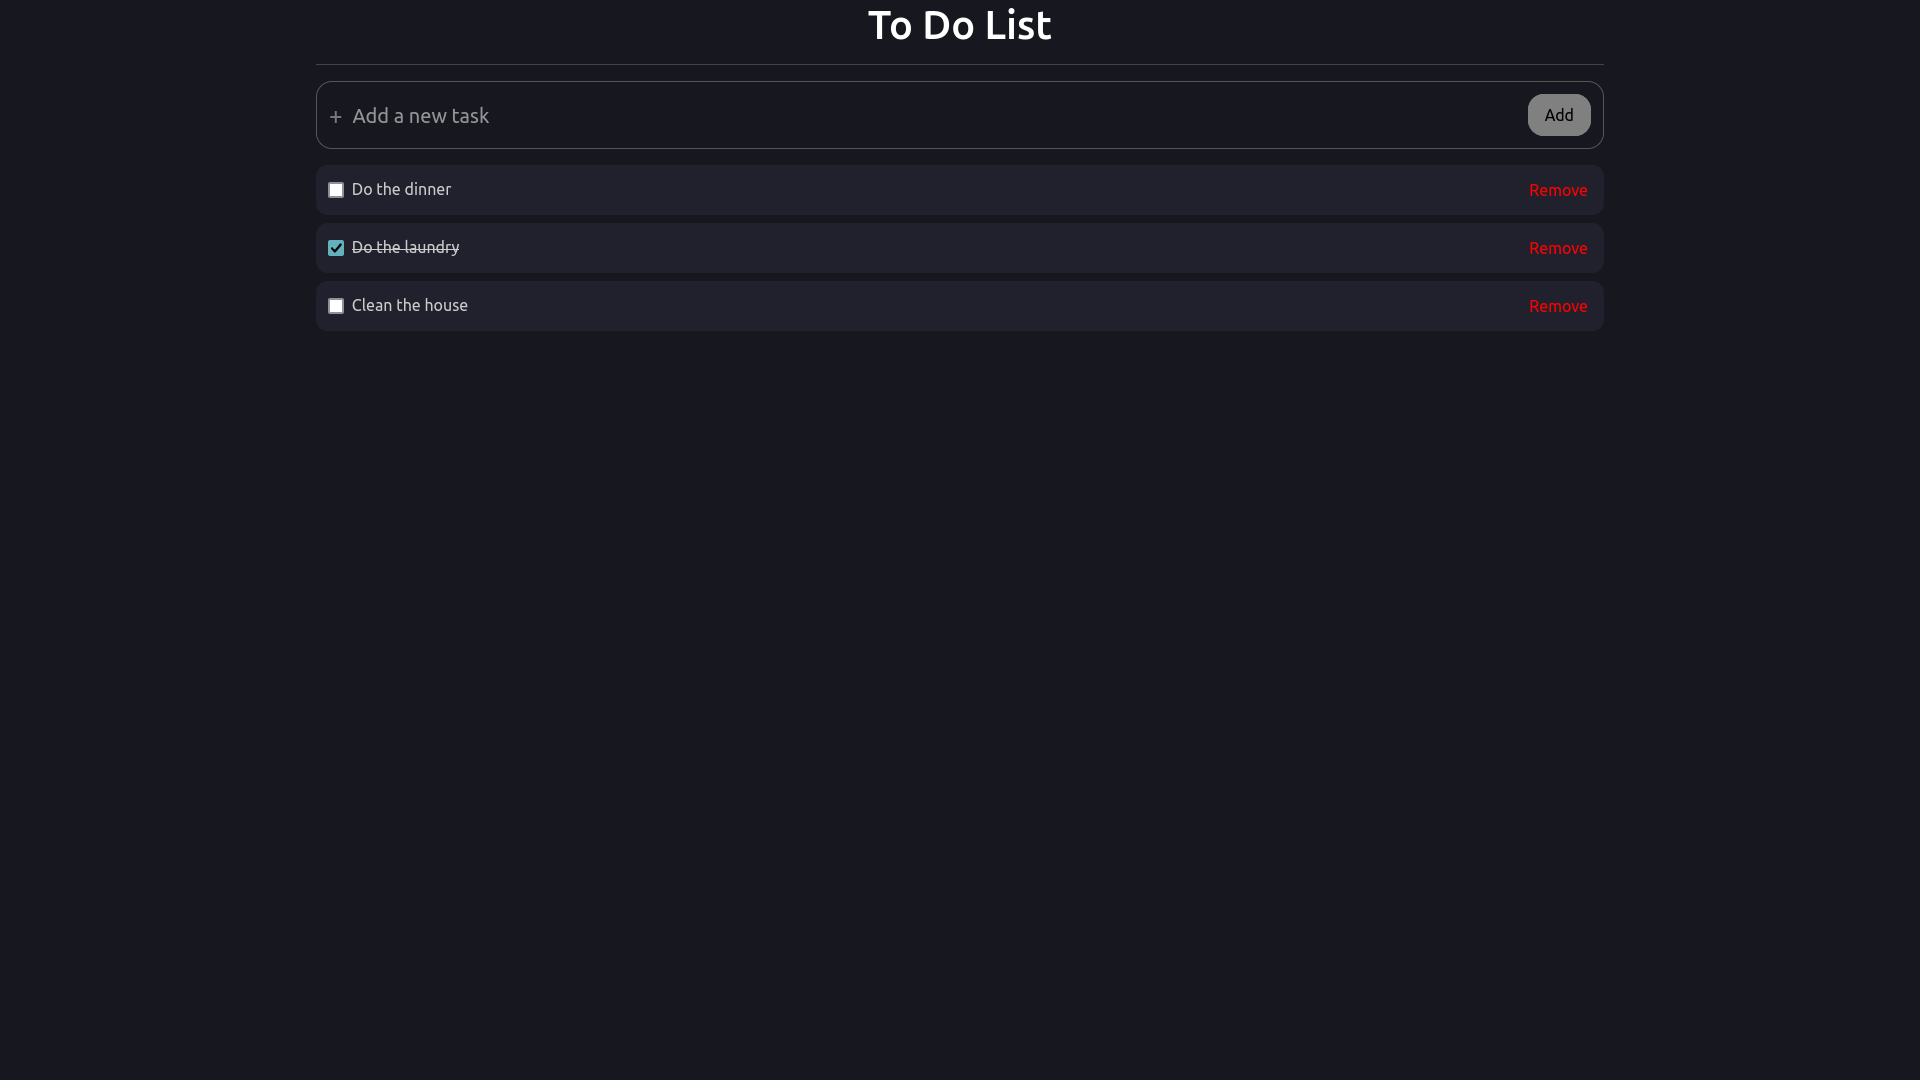 To Do List
+ Add a new task Add
Do the dinner Remove
Do the laundry Remove
Clean the house Remove